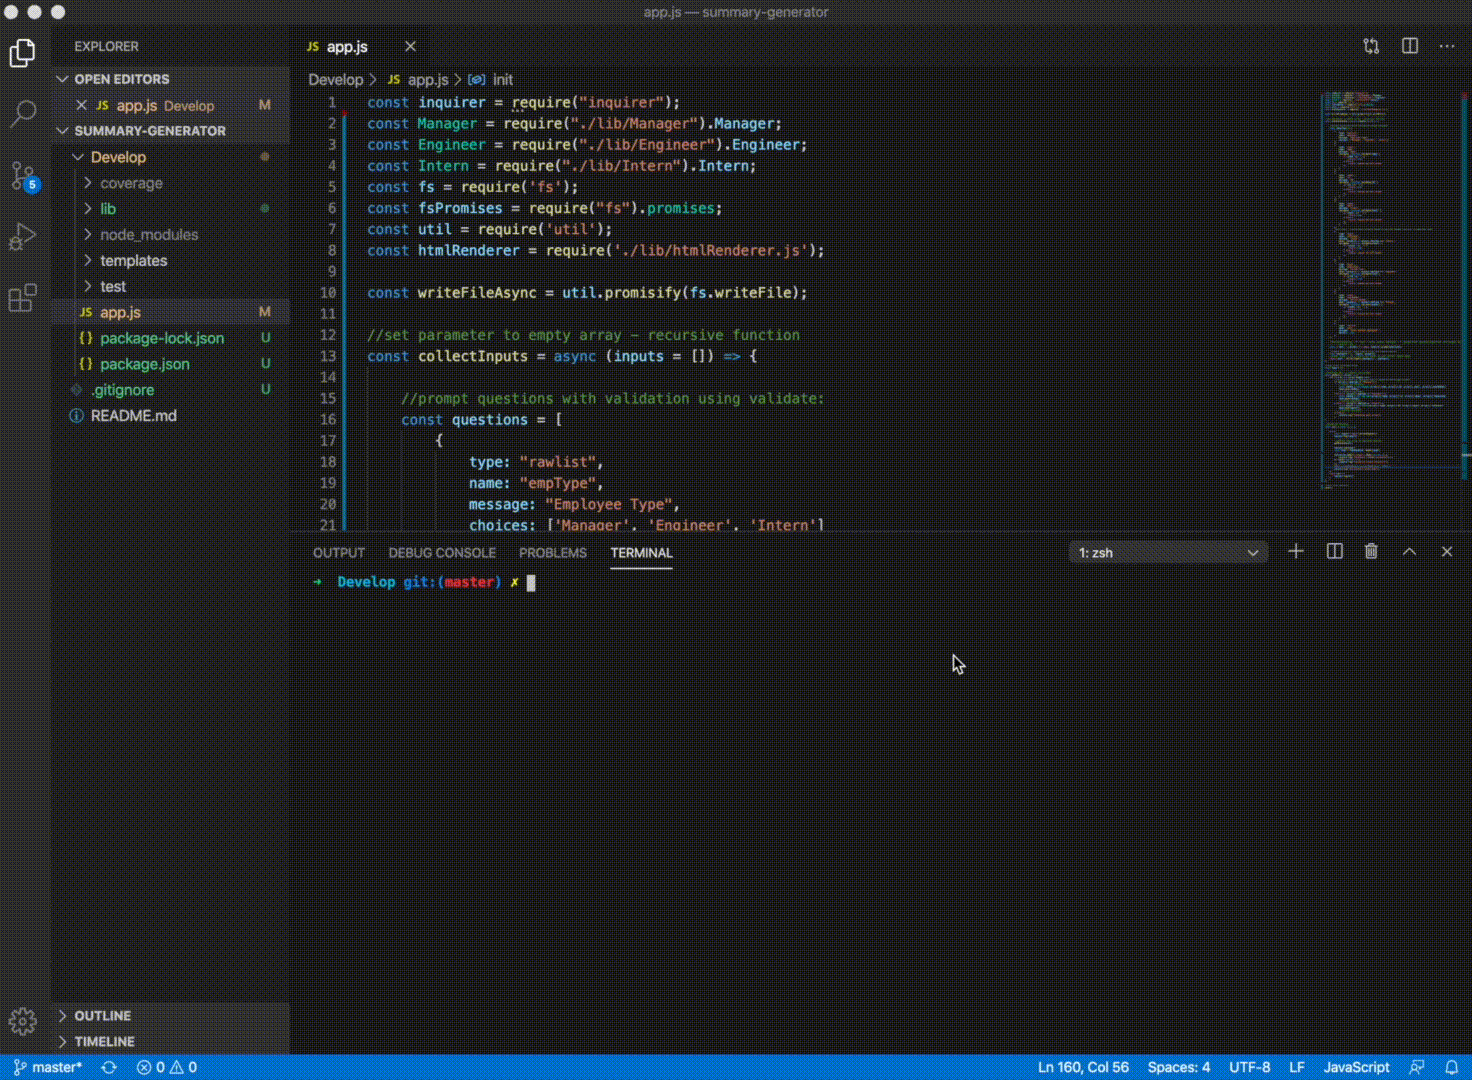 app.js — summary-generator
EXPLORER
OPEN EDITORS
JS app.js Develop M
SUMMARY-GENERATOR
Develop
coverage
lib
node_modules
templates
test
JS app.js M
{} package-lock.json U
{} package.json U
.gitignore U
README.md
OUTLINE
TIMELINE
5
JS app.js
Develop > JS app.js > init
1 const inquirer = require("inquirer");
2 const Manager = require("./lib/Manager").Manager;
3 const Engineer = require("./lib/Engineer").Engineer;
4 const Intern = require("./lib/Intern").Intern;
5 const fs = require('fs');
6 const fsPromises = require("fs").promises;
7 const util = require('util');
8 const htmlRenderer = require('./lib/htmlRenderer.js');
9
10 const writeFileAsync = util.promisify(fs.writeFile);
11
12 //set parameter to empty array – recursive function
13 const collectInputs = async (inputs = []) => {
14
15 //prompt questions with validation using validate:
16 const questions = [
17 {
18 type: "rawlist",
19 name: "empType",
20 message: "Employee Type",
21 choices: ['Manager', 'Engineer', 'Intern']
OUTPUT DEBUG CONSOLE PROBLEMS TERMINAL 1: zsh
→ Develop git:(master) ✗
master* 0 0 Ln 160, Col 56 Spaces: 4 UTF-8 LF JavaScript